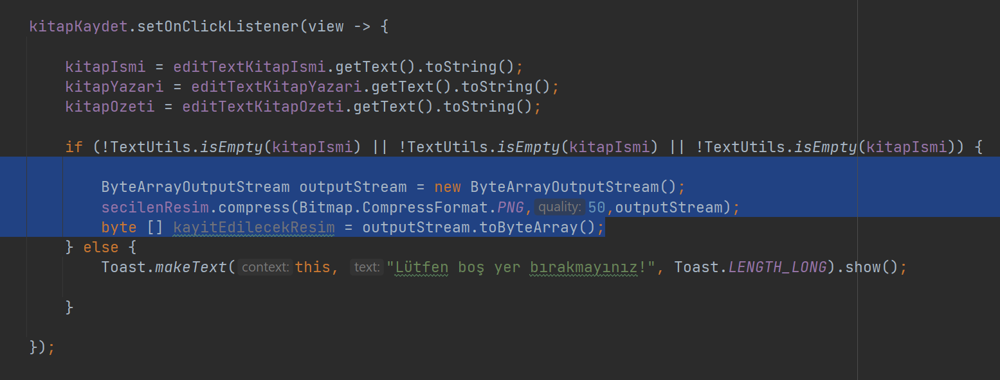 kitapKaydet.setOnClickListener(view -> {
kitapIsmi = editTextKitapIsmi.getText().toString();
kitapYazari = editTextKitapYazari.getText().toString();
kitapOzeti = editTextKitapOzeti.getText().toString();
if (!TextUtils.isEmpty(kitapIsmi) || !TextUtils.isEmpty(kitapIsmi) || !TextUtils.isEmpty(kitapIsmi)) {
ByteArrayOutputStream outputStream = new ByteArrayOutputStream();
secilenResim.compress(Bitmap.CompressFormat.PNG, quality: 50,outputStream);
byte [] kayitEdilecekResim = outputStream.toByteArray();
} else {
Toast.makeText( context: this, text: "Lütfen boş yer bırakmayınız!", Toast.LENGTH_LONG).show();
}
});